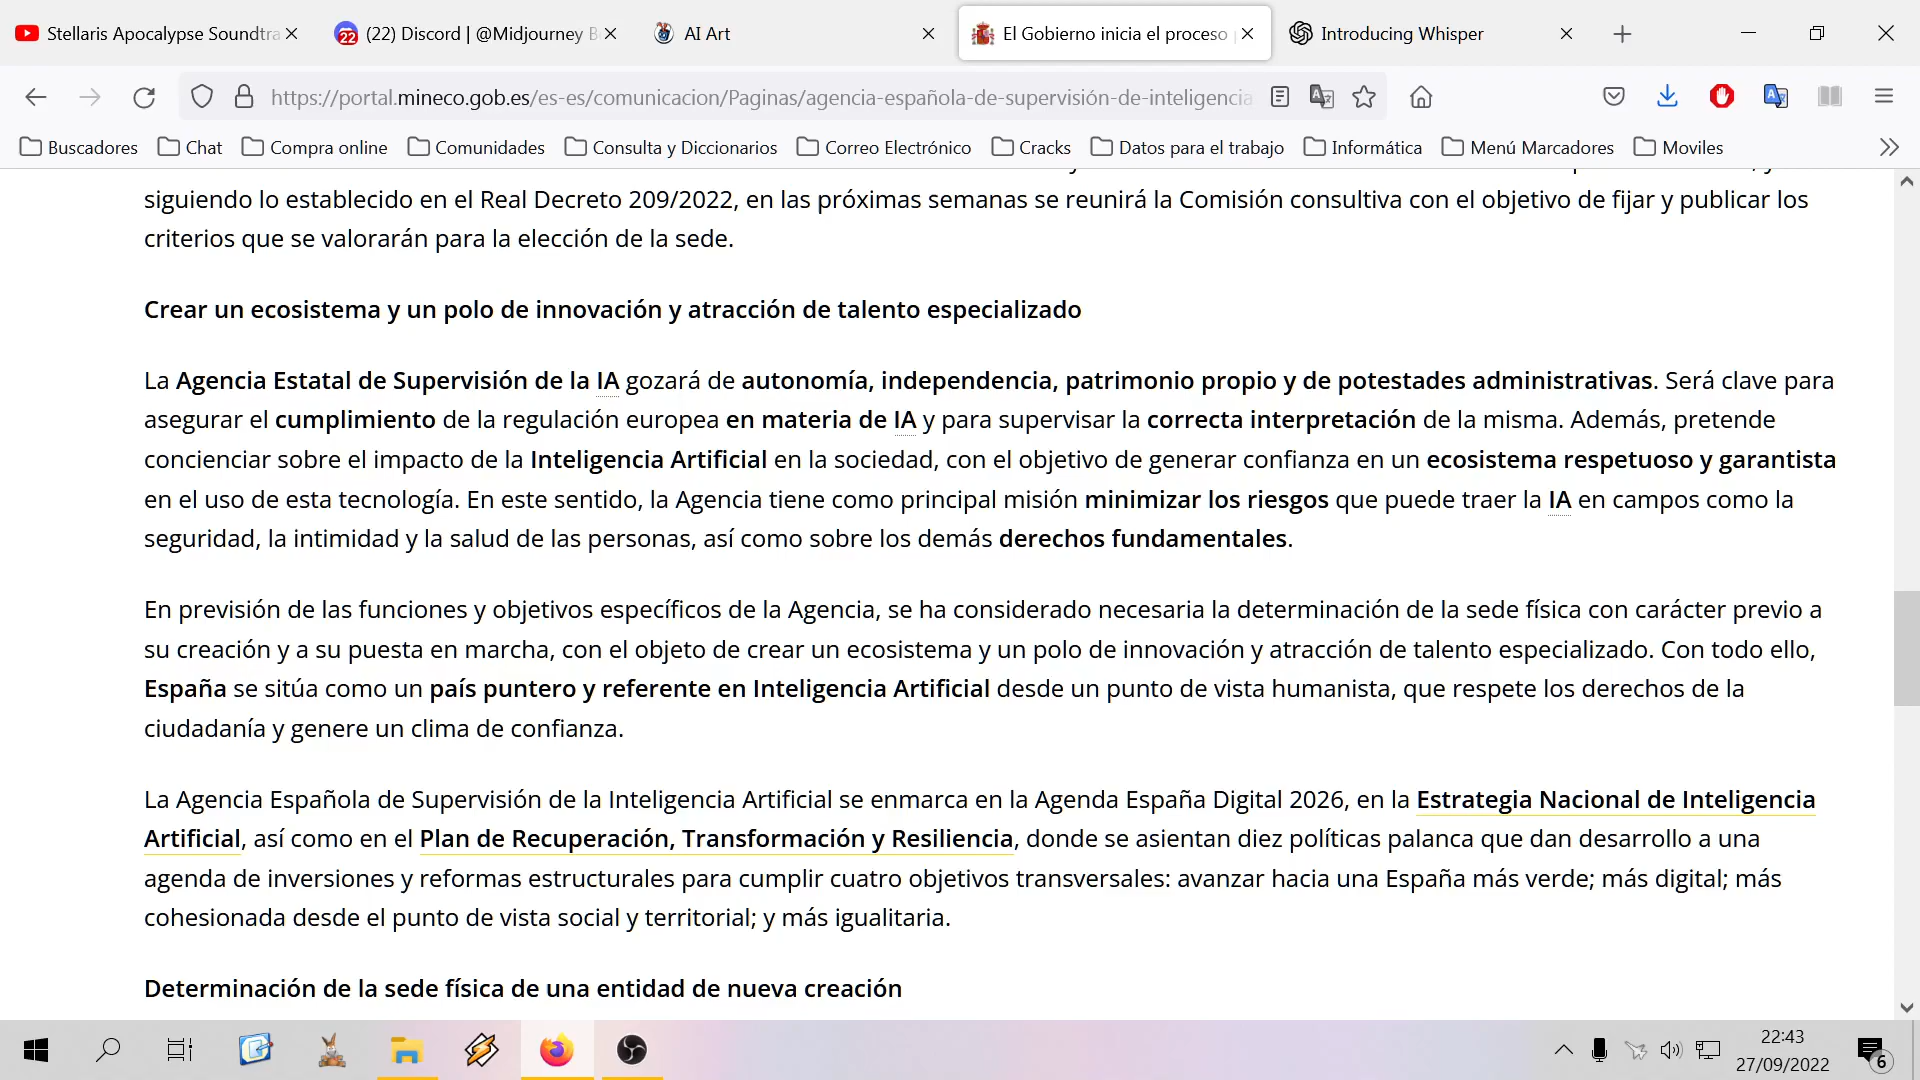 Stellaris Apocalypse Soundtra
(22) Discord | @Midjourney B
AI Art
El Gobierno inicia el proceso
Introducing Whisper
https://portal.mineco.gob.es/es-es/comunicacion/Paginas/agencia-española-de-supervisión-de-inteligencia
Buscadores
Chat
Compra online
Comunidades
Consulta y Diccionarios
Correo Electrónico
Cracks
Datos para el trabajo
Informática
Menú Marcadores
Moviles
siguiendo lo establecido en el Real Decreto 209/2022, en las próximas semanas se reunirá la Comisión consultiva con el objetivo de fijar y publicar los
criterios que se valorarán para la elección de la sede.
Crear un ecosistema y un polo de innovación y atracción de talento especializado
La Agencia Estatal de Supervisión de la IA gozará de autonomía, independencia, patrimonio propio y de potestades administrativas. Será clave para
asegurar el cumplimiento de la regulación europea en materia de IA y para supervisar la correcta interpretación de la misma. Además, pretende
concienciar sobre el impacto de la Inteligencia Artificial en la sociedad, con el objetivo de generar confianza en un ecosistema respetuoso y garantista
en el uso de esta tecnología. En este sentido, la Agencia tiene como principal misión minimizar los riesgos que puede traer la IA en campos como la
seguridad, la intimidad y la salud de las personas, así como sobre los demás derechos fundamentales.
En previsión de las funciones y objetivos específicos de la Agencia, se ha considerado necesaria la determinación de la sede física con carácter previo a
su creación y a su puesta en marcha, con el objeto de crear un ecosistema y un polo de innovación y atracción de talento especializado. Con todo ello,
España se sitúa como un país puntero y referente en Inteligencia Artificial desde un punto de vista humanista, que respete los derechos de la
ciudadanía y genere un clima de confianza.
La Agencia Española de Supervisión de la Inteligencia Artificial se enmarca en la Agenda España Digital 2026, en la Estrategia Nacional de Inteligencia
Artificial, así como en el Plan de Recuperación, Transformación y Resiliencia, donde se asientan diez políticas palanca que dan desarrollo a una
agenda de inversiones y reformas estructurales para cumplir cuatro objetivos transversales: avanzar hacia una España más verde; más digital; más
cohesionada desde el punto de vista social y territorial; y más igualitaria.
Determinación de la sede física de una entidad de nueva creación
22:43
27/09/2022
6